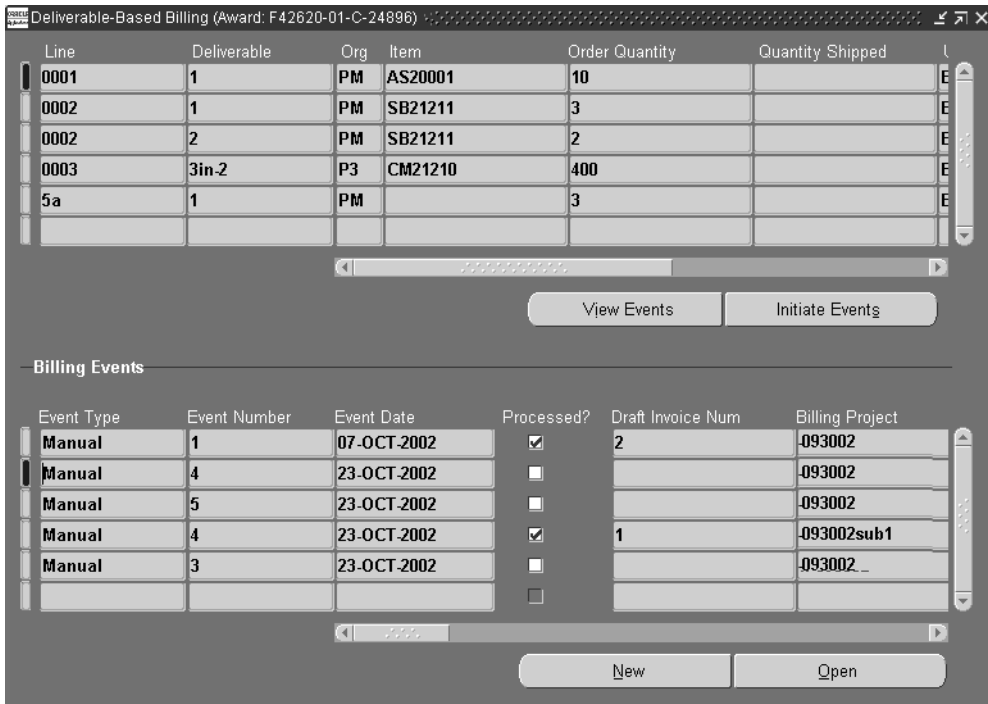 ORACLE Deliverable-Based Billing (Award: F42620-01-C-24896)
Line Deliverable Org Item Order Quantity Quantity Shipped
0001 1 PM AS20001 10 E
0002 1 PM SB21211 3 E
0002 2 PM SB21211 2 E
0003 3in-2 P3 CM21210 400 E
5a 1 PM 3 E
View Events Initiate Events
Billing Events
Event Type Event Number Event Date Processed? Draft Invoice Num Billing Project
Manual 1 07-OCT-2002 2 -093002
Manual 4 23-OCT-2002 -093002
Manual 5 23-OCT-2002 -093002
Manual 4 23-OCT-2002 1 -093002sub1
Manual 3 23-OCT-2002 -093002
New Open